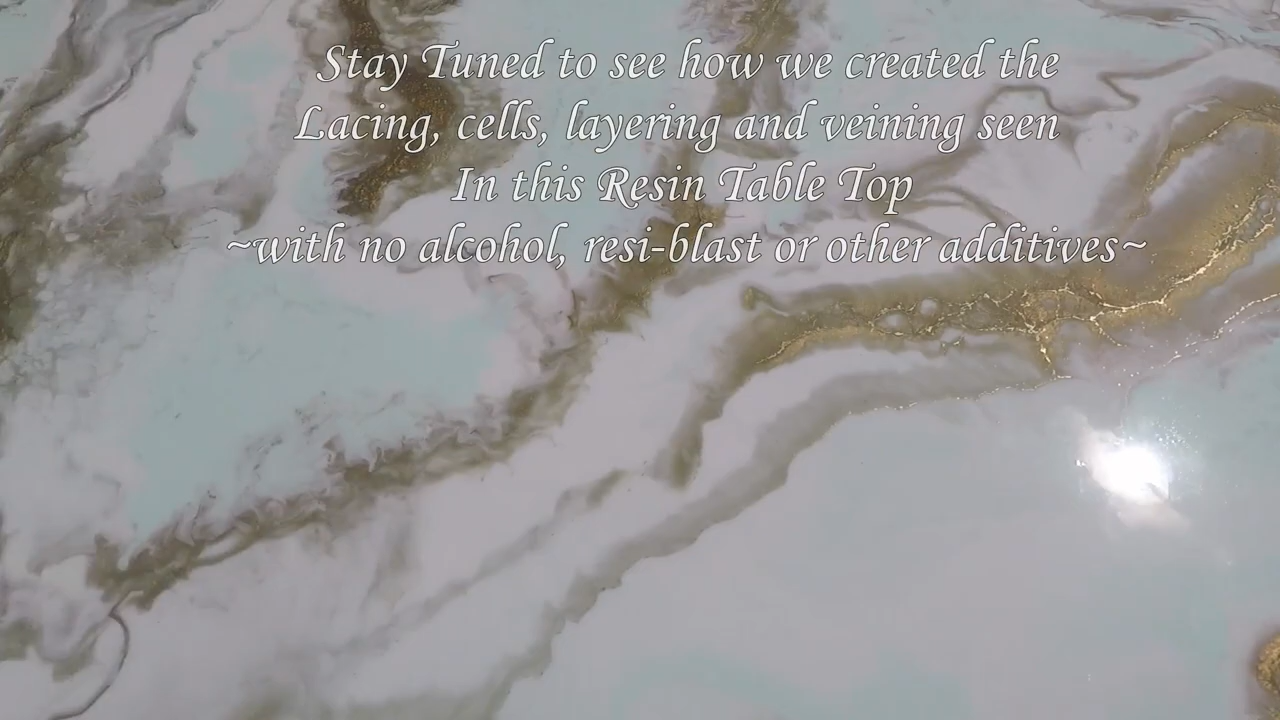 Stay Tuned to see how we created the
Lacing, cells, layering and veining seen
In this Resin Table Top
~with no alcohol, resi-blast or other additives~